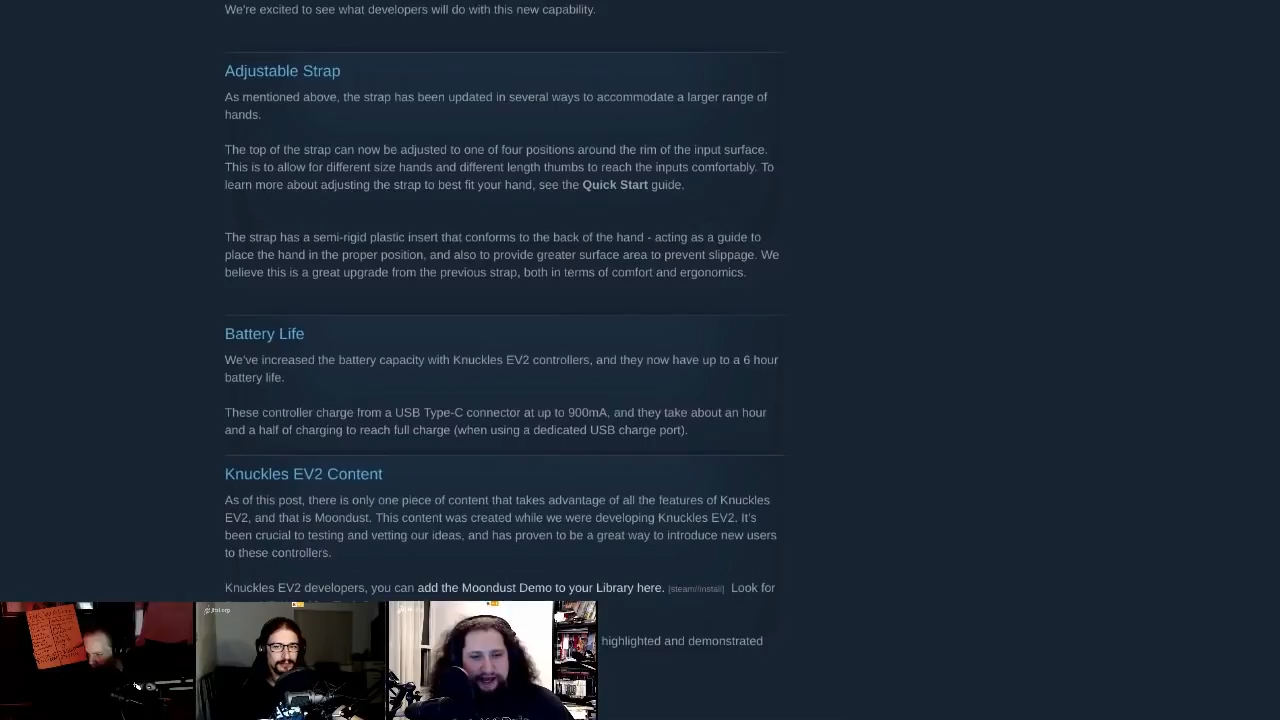 We're excited to see what developers will do with this new capability.
Adjustable Strap
As mentioned above, the strap has been updated in several ways to accommodate a larger range of
hands.
The top of the strap can now be adjusted to one of four positions around the rim of the input surface.
This is to allow for different size hands and different length thumbs to reach the inputs comfortably. To
learn more about adjusting the strap to best fit your hand, see the Quick Start guide.
The strap has a semi-rigid plastic insert that conforms to the back of the hand - acting as a guide to
place the hand in the proper position, and also to provide greater surface area to prevent slippage. We
believe this is a great upgrade from the previous strap, both in terms of comfort and ergonomics.
Battery Life
We've increased the battery capacity with Knuckles EV2 controllers, and they now have up to a 6 hour
battery life.
These controller charge from a USB Type-C connector at up to 900mA, and they take about an hour
and a half of charging to reach full charge (when using a dedicated USB charge port).
Knuckles EV2 Content
As of this post, there is only one piece of content that takes advantage of all the features of Knuckles
EV2, and that is Moondust. This content was created while we were developing Knuckles EV2. It's
been crucial to testing and vetting our ideas, and has proven to be a great way to introduce new users
to these controllers.
Knuckles EV2 developers, you can add the Moondust Demo to your Library here. [steam//install] Look for
highlighted and demonstrated
jitsi.org